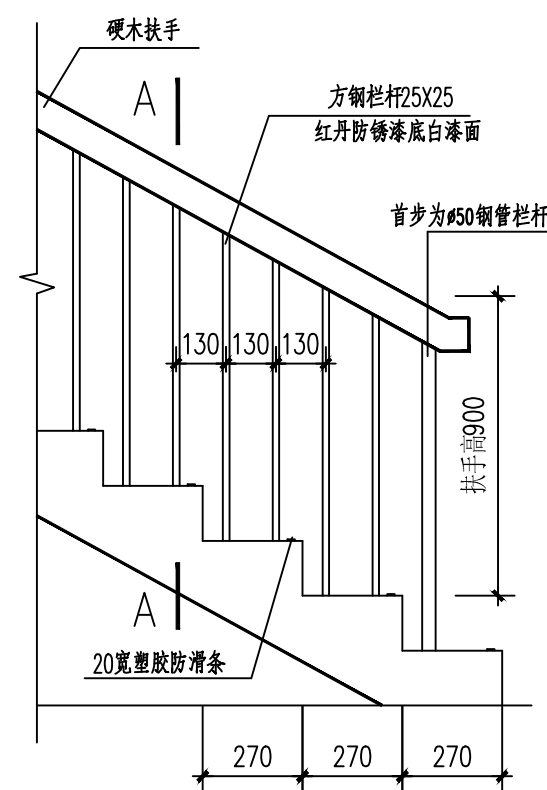 硬木扶手
A
方钢栏杆25X25
红丹防锈漆底白漆面
首步为ø50钢管栏杆
130 130 130
扶手高900
A
20宽塑胶防滑条
270 270 270